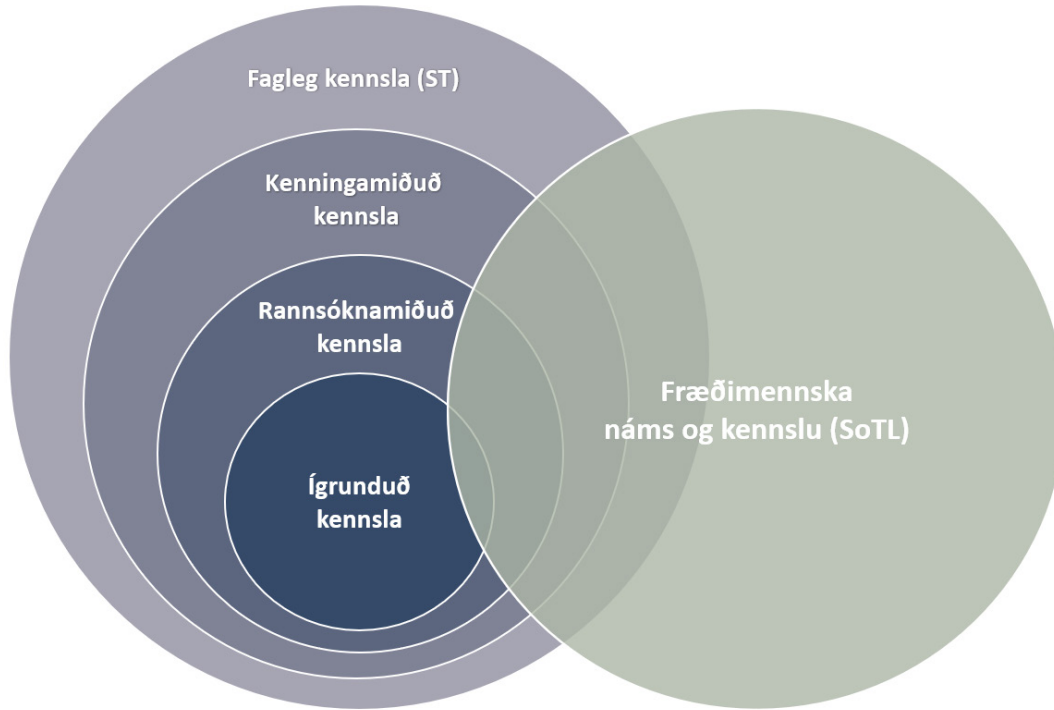 Fagleg kennsla (ST)
Kenningamiðuð
kennsla
Rannsóknamiðuð
kennsla
Ígrunduð
kennsla
Fræðimennska
náms og kennslu (SoTL)